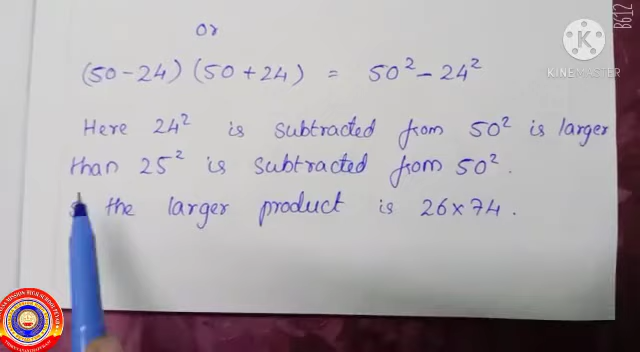 or
(50-24) (50+24) = 50² - 24²
Here 24² is subtracted from 50² is larger
than 25² is subtracted from 50².
the larger product is 26×74.
KINEMASTER
B612